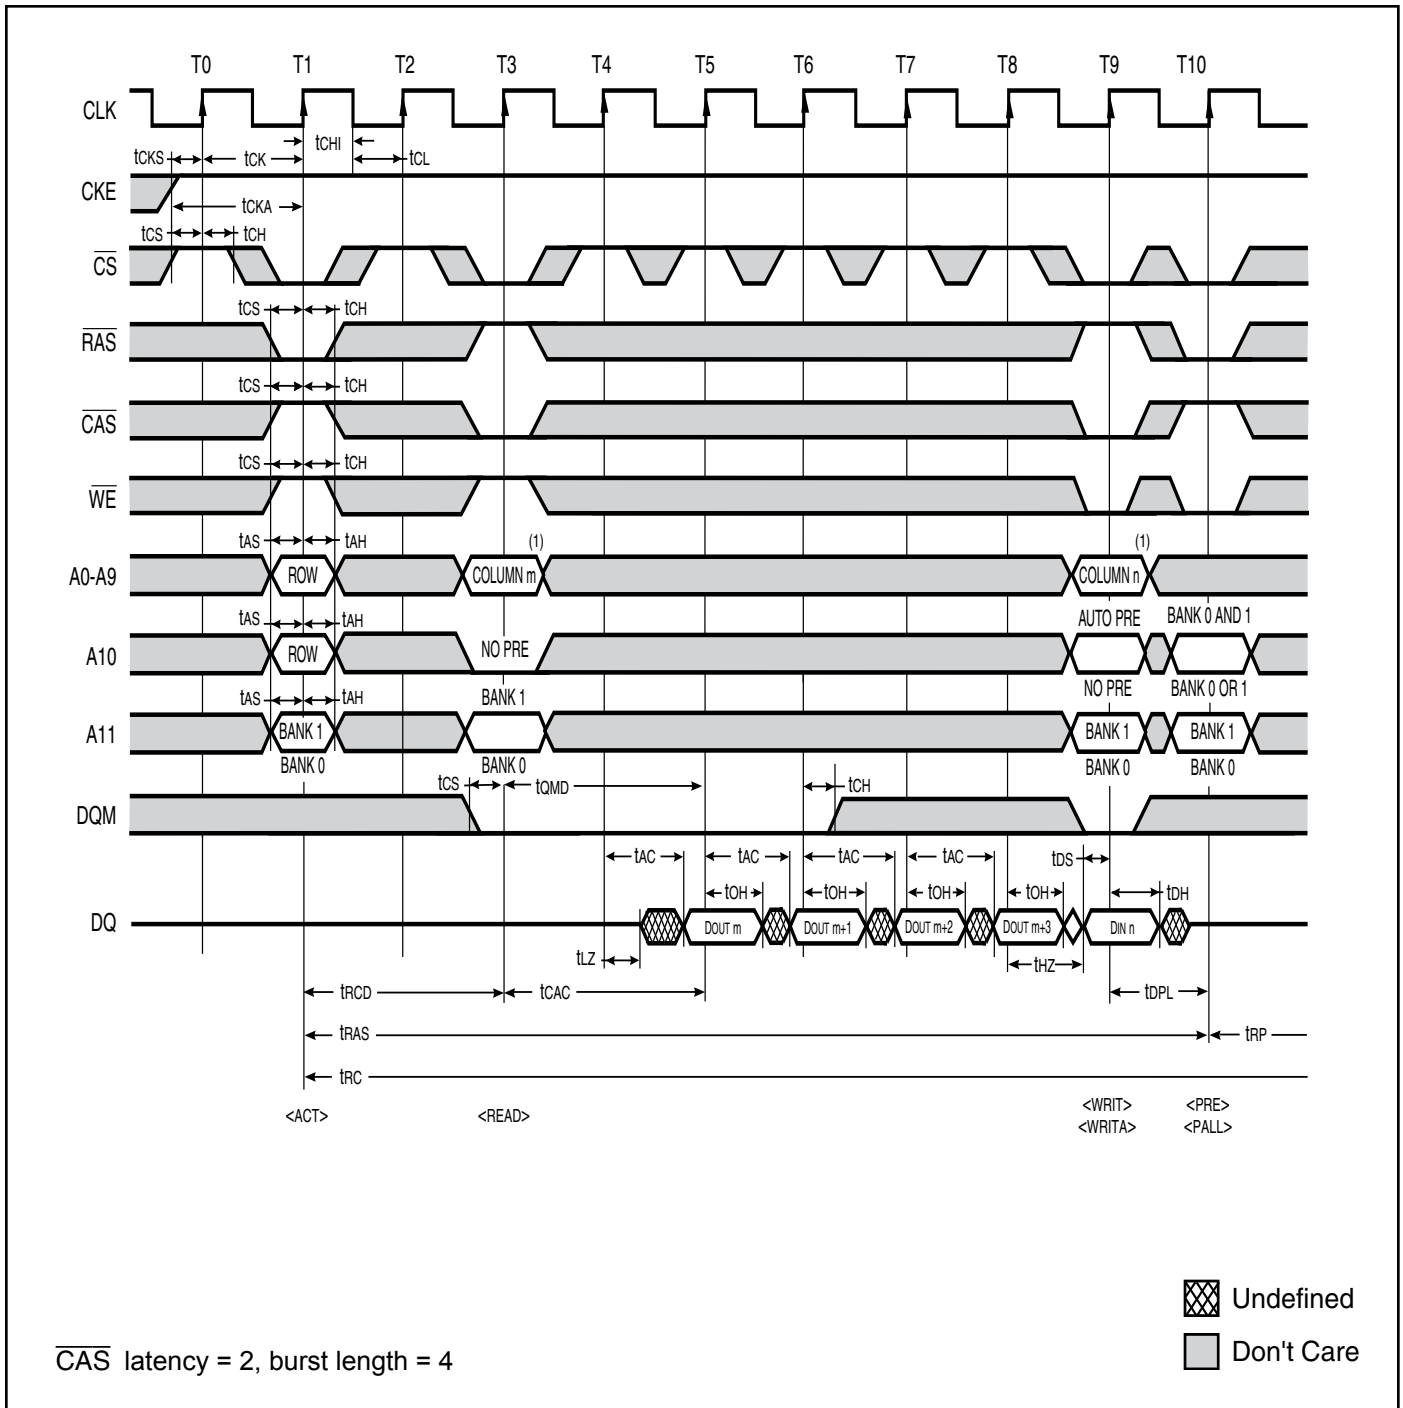 T0 T1 T2 T3 T4 T5 T6 T7 T8 T9 T10
CLK
tCHI
tCKS tCK tCL
CKE
tCKA
tCS tCH
CS
tCS tCH
RAS
tCS tCH
CAS
tCS tCH
WE
tAS tAH (1) (1)
A0-A9 ROW COLUMN m COLUMN n
tAS tAH AUTO PRE BANK 0 AND 1
A10 ROW NO PRE
tAS tAH BANK 1 NO PRE BANK 0 OR 1
A11 BANK 1 BANK 1 BANK 1
BANK 0 BANK 0 BANK 0 BANK 0
tCS tQMD tCH
DQM
tAC tAC tAC tAC tDS
tOH tOH tOH tOH tDH
DQ DOUT m DOUT m+1 DOUT m+2 DOUT m+3 DIN n
tLZ tHZ
tRCD tCAC tDPL
tRAS tRP
tRC
<ACT> <READ> <WRIT> <PRE>
<WRITA> <PALL>
Undefined
Don't Care
CAS latency = 2, burst length = 4